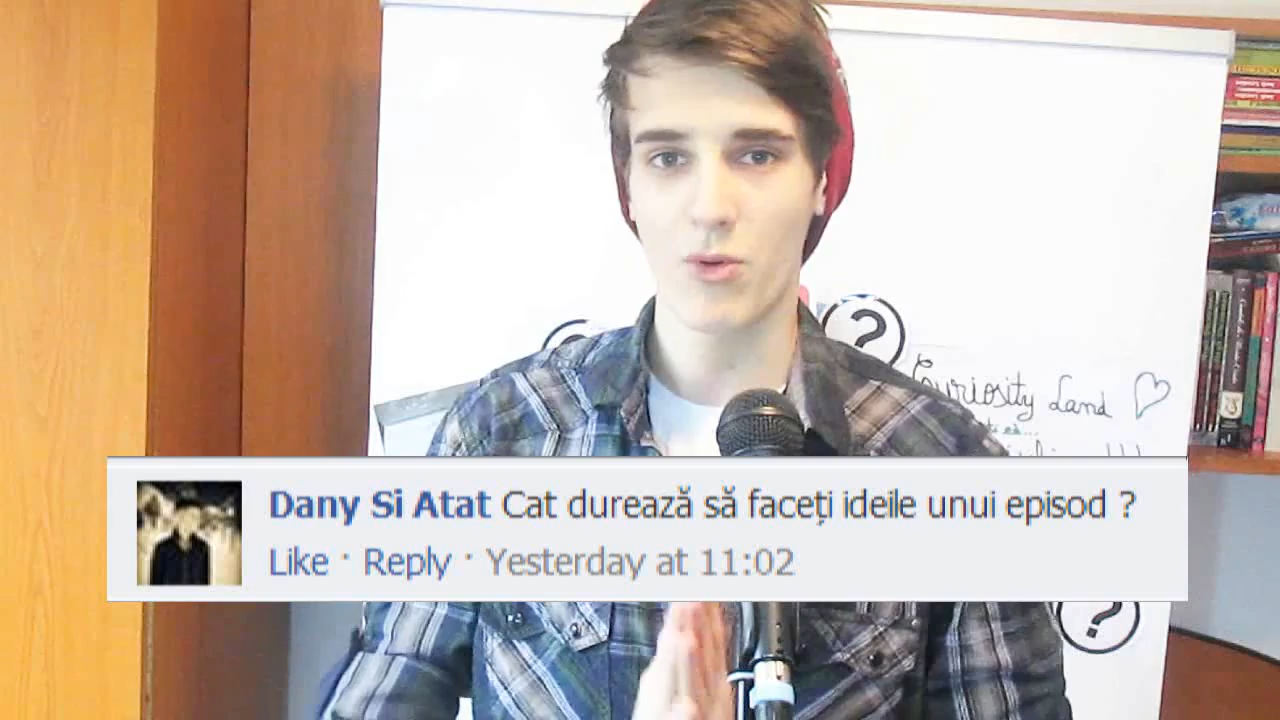 ?
Curiosity Land
Dany Si Atat Cat durează să faceți ideile unui episod ?
Like · Reply · Yesterday at 11:02
?